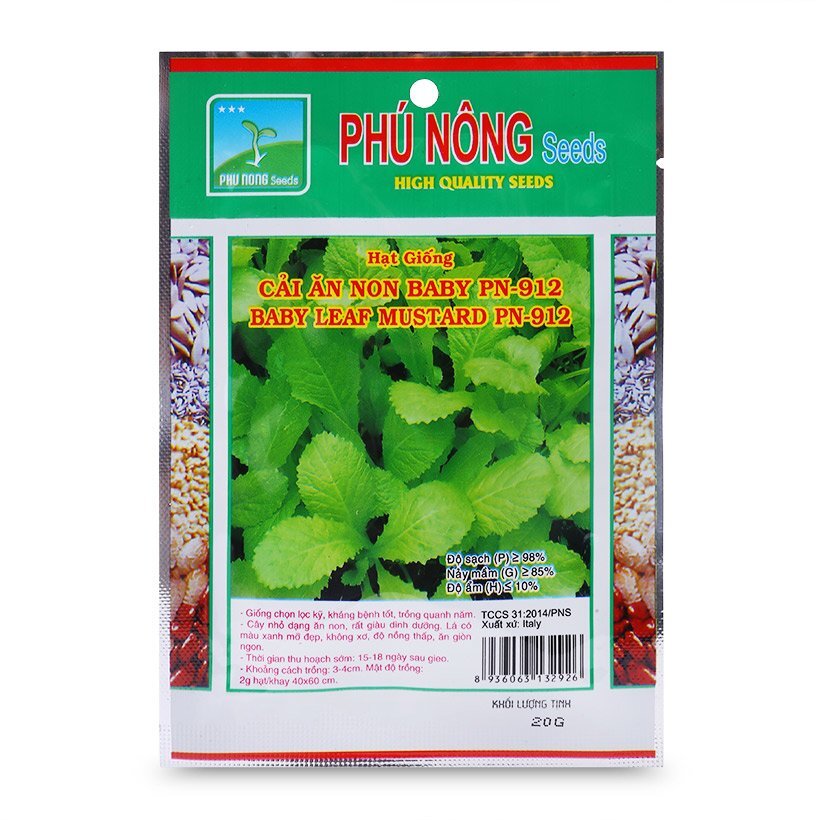 PHÚ NÔNG Seeds
PHÚ NÔNG Seeds
HIGH QUALITY SEEDS
Hạt Giống
CẢI ĂN NON BABY PN-912
BABY LEAF MUSTARD PN-912
Độ sạch (P) ≥ 98%
Nảy mầm (G) ≥ 85%
Độ ẩm (H) ≤ 10%
- Giống chọn lọc kỹ, kháng bệnh tốt, trồng quanh năm.
- Cây nhỏ dạng ăn non, rất giàu dinh dưỡng. Lá có
màu xanh mỡ đẹp, không xơ, độ nồng thấp, ăn giòn
ngon.
- Thời gian thu hoạch sớm: 15-18 ngày sau gieo.
- Khoảng cách trồng: 3-4cm. Mật độ trồng:
2g hạt/khay 40x60 cm.
TCCS 31:2014/PNS
Xuất xứ: Italy
8 936063 132926
KHỐI LƯỢNG TỊNH
20G